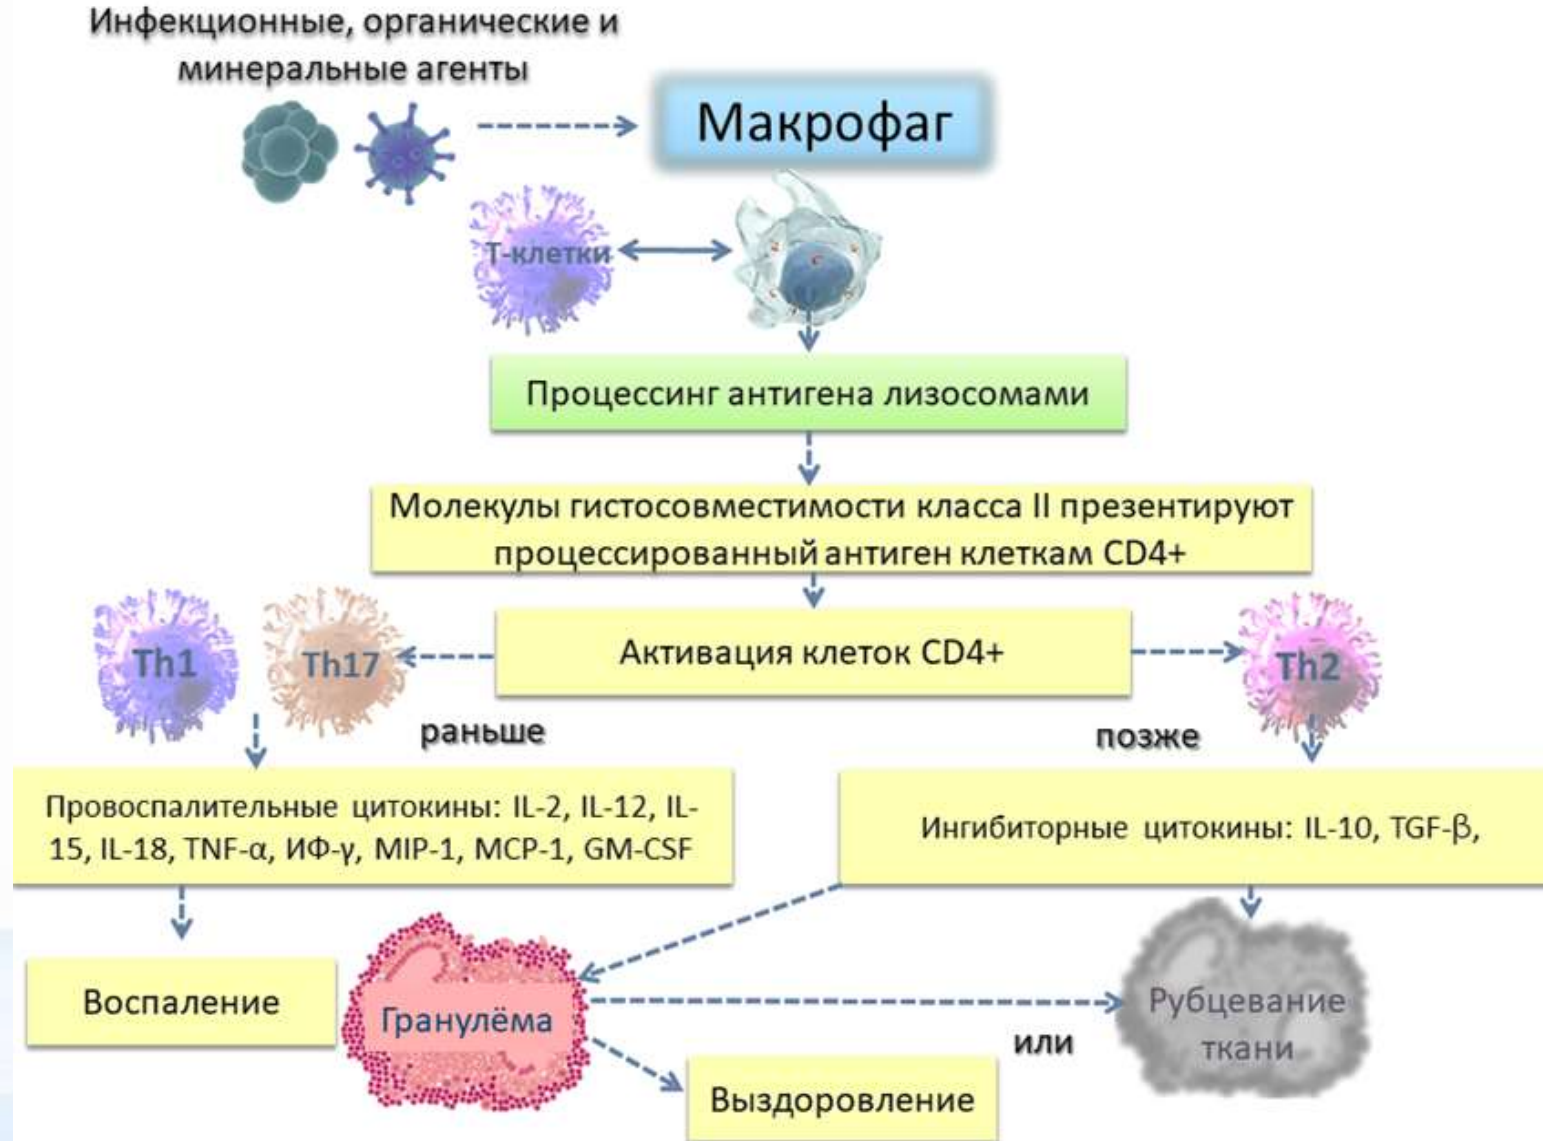 Инфекционные, органические и
минеральные агенты
Макрофаг
Т-клетки
Процессинг антигена лизосомами
Молекулы гистосовместимости класса II презентируют
процессированный антиген клеткам CD4+
Активация клеток CD4+
Th1
Th17
Th2
раньше
позже
Провоспалительные цитокины: IL-2, IL-12, IL-
15, IL-18, TNF-α, ИФ-γ, MIP-1, MCP-1, GM-CSF
Ингибиторные цитокины: IL-10, TGF-β,
Воспаление
Гранулёма
Рубцевание
ткани
или
Выздоровление